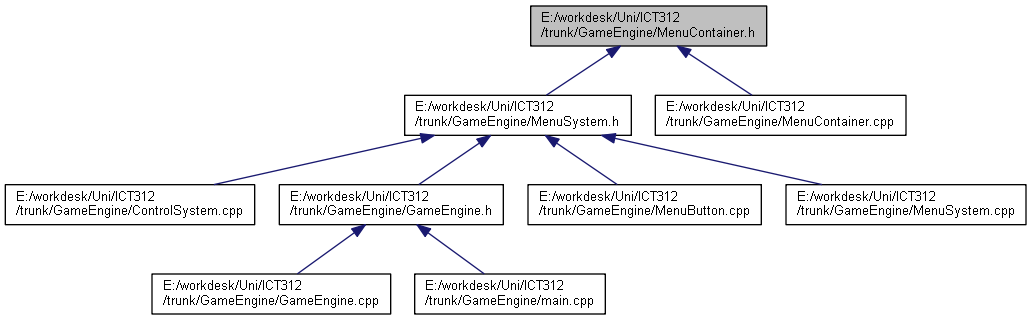 E:/workdesk/Uni/ICT312
/trunk/GameEngine/MenuContainer.h
E:/workdesk/Uni/ICT312
/trunk/GameEngine/MenuSystem.h
E:/workdesk/Uni/ICT312
/trunk/GameEngine/MenuContainer.cpp
E:/workdesk/Uni/ICT312
/trunk/GameEngine/ControlSystem.cpp
E:/workdesk/Uni/ICT312
/trunk/GameEngine/GameEngine.h
E:/workdesk/Uni/ICT312
/trunk/GameEngine/MenuButton.cpp
E:/workdesk/Uni/ICT312
/trunk/GameEngine/MenuSystem.cpp
E:/workdesk/Uni/ICT312
/trunk/GameEngine/GameEngine.cpp
E:/workdesk/Uni/ICT312
/trunk/GameEngine/main.cpp